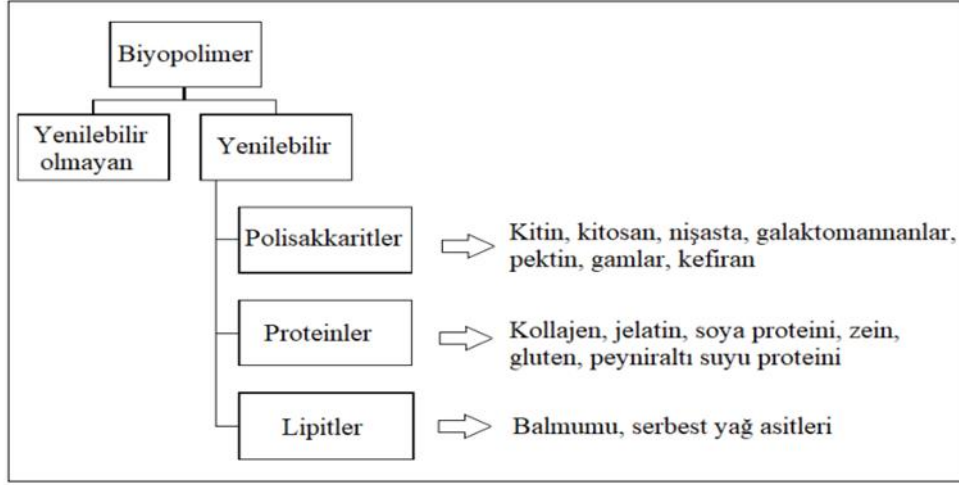 Biyopolimer
Yenilebilir
olmayan
Yenilebilir
Polisakkaritler
Kitin, kitosan, nişasta, galaktomannanlar,
pektin, gamlar, kefiran
Proteinler
Kollajen, jelatin, soya proteini, zein,
gluten, peyniraltı suyu proteini
Lipitler
Balmumu, serbest yağ asitleri